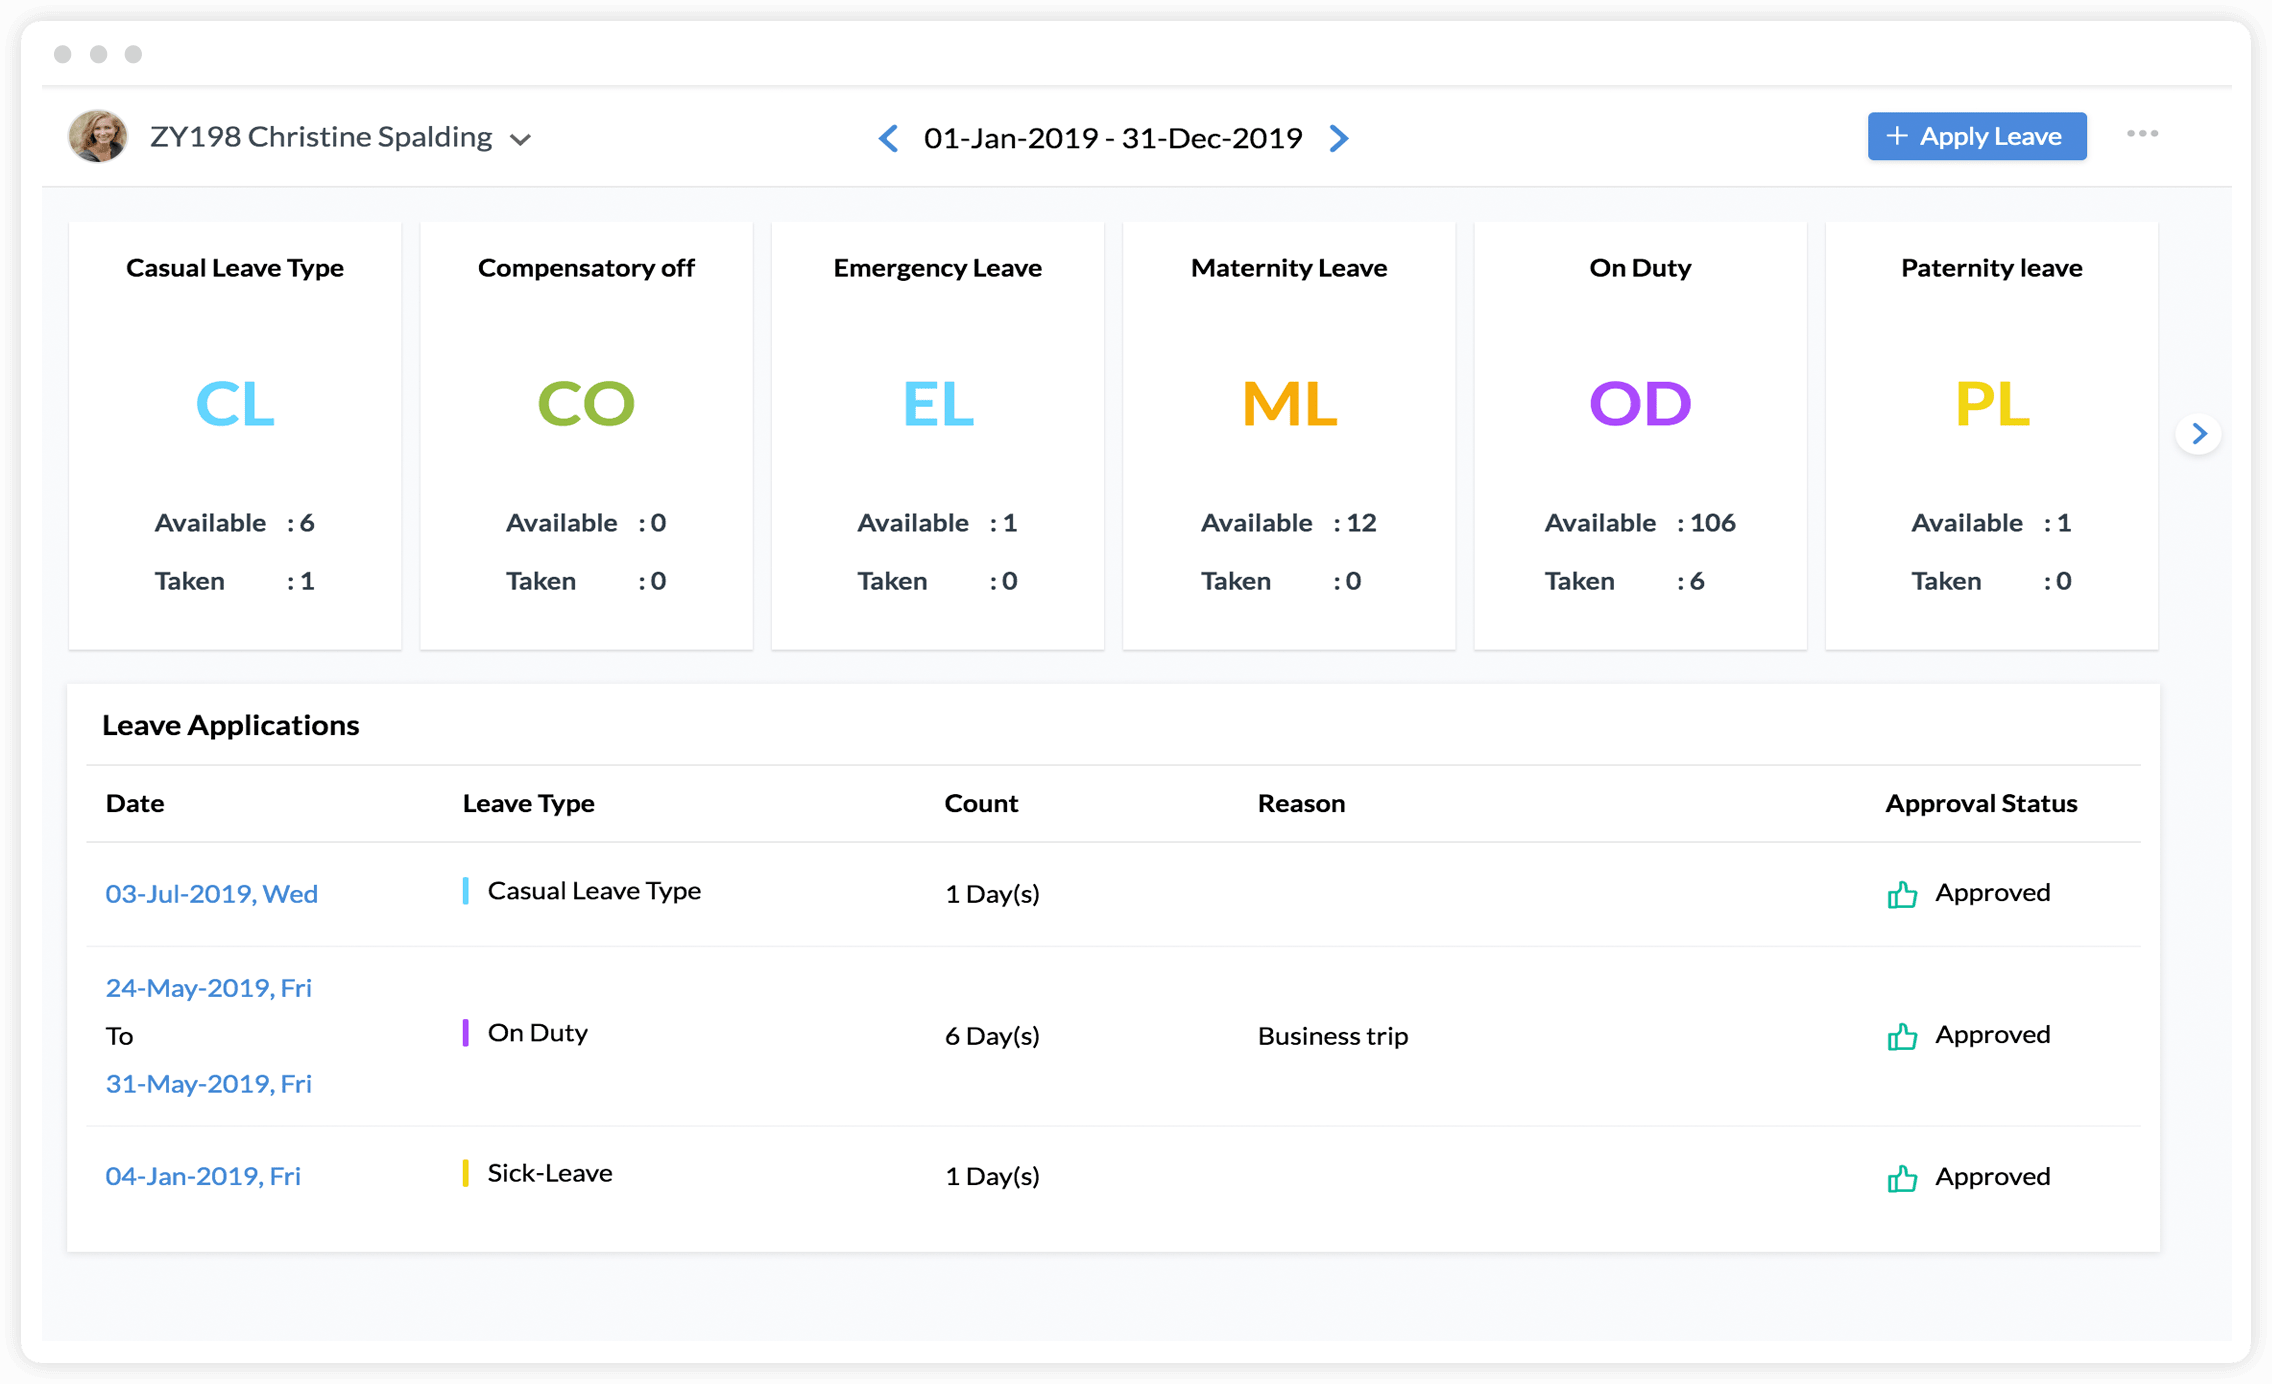 ZY198 Christine Spalding
01-Jan-2019 - 31-Dec-2019
+ Apply Leave
Casual Leave Type
CL
Available : 6
Taken : 1
Compensatory off
CO
Available : 0
Taken : 0
Emergency Leave
EL
Available : 1
Taken : 0
Maternity Leave
ML
Available : 12
Taken : 0
On Duty
OD
Available : 106
Taken : 6
Paternity leave
PL
Available : 1
Taken : 0
Leave Applications
Date Leave Type Count Reason Approval Status
03-Jul-2019, Wed Casual Leave Type 1 Day(s) Approved
24-May-2019, Fri
To On Duty 6 Day(s) Business trip Approved
31-May-2019, Fri
04-Jan-2019, Fri Sick-Leave 1 Day(s) Approved